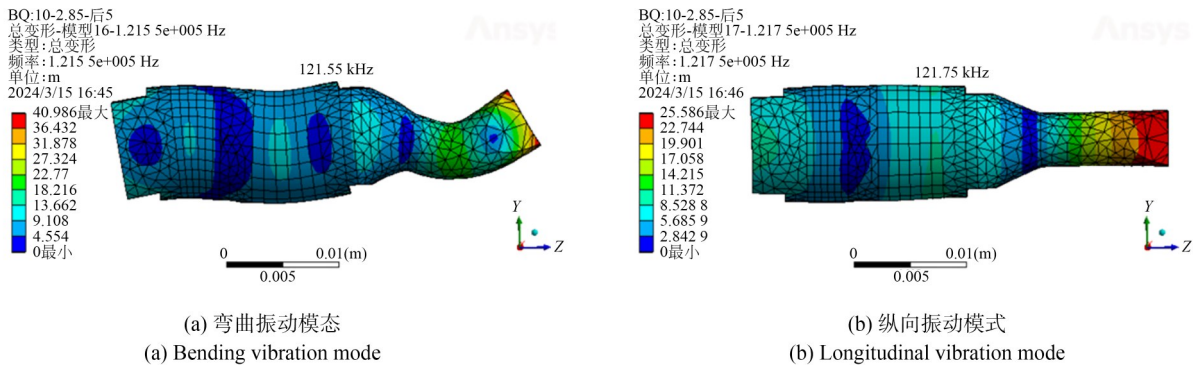 BQ:10-2.85-后5
总变形-模型16-1.215 5e+005 Hz
类型:总变形
频率:1.215 5e+005 Hz
单位:m
2024/3/15 16:45
40.986最大
36.432
31.878
27.324
22.77
18.216
13.662
9.108
4.554
0最小
121.55 kHz
Ansys
Y
Z
0 0.01(m)
0.005
(a) 弯曲振动模态
(a) Bending vibration mode
BQ:10-2.85-后5
总变形-模型17-1.217 5e+005 Hz
类型:总变形
频率:1.217 5e+005 Hz
单位:m
2024/3/15 16:46
25.586最大
22.744
19.901
17.058
14.215
11.372
8.528 8
5.685 9
2.842 9
0最小
121.75 kHz
Ansys
Y
Z
0 0.01(m)
0.005
(b) 纵向振动模式
(b) Longitudinal vibration mode